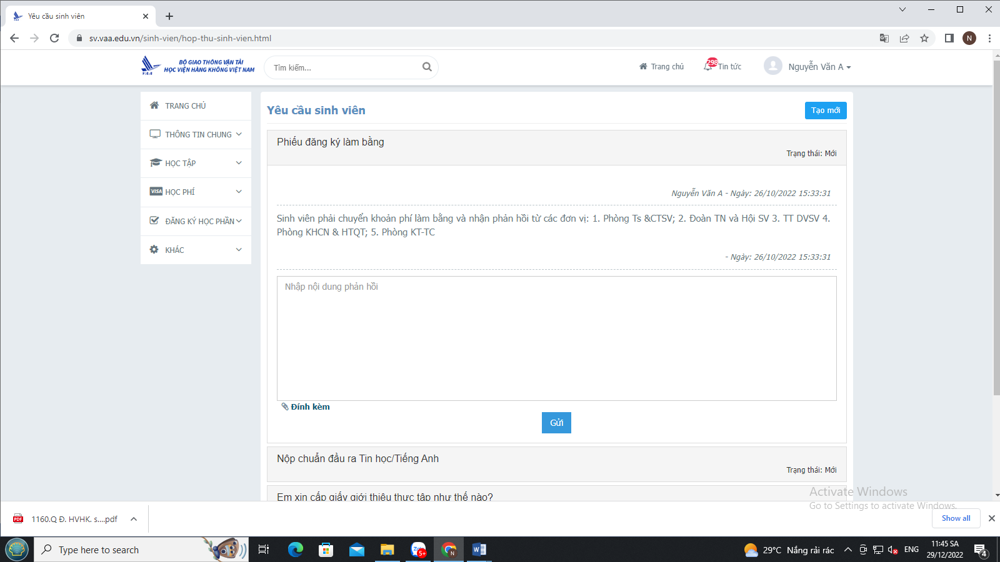 Yêu cầu sinh viên
sv.vaa.edu.vn/sinh-vien/hop-thu-sinh-vien.html
N
VAA
BỘ GIAO THÔNG VẬN TẢI
HỌC VIỆN HÀNG KHÔNG VIỆT NAM
Tìm kiếm...
Trang chủ
298
Tin tức
Nguyễn Văn A
TRANG CHỦ
THÔNG TIN CHUNG
HỌC TẬP
VISA HỌC PHÍ
ĐĂNG KÝ HỌC PHẦN
KHÁC
Yêu cầu sinh viên
Tạo mới
Phiếu đăng ký làm bằng
Trạng thái: Mới
Nguyễn Văn A - Ngày: 26/10/2022 15:33:31
Sinh viên phải chuyển khoản phí làm bằng và nhận phản hồi từ các đơn vị: 1. Phòng Ts &CTSV; 2. Đoàn TN và Hội SV 3. TT DVSV 4.
Phòng KHCN & HTQT; 5. Phòng KT-TC
- Ngày: 26/10/2022 15:33:31
Nhập nội dung phản hồi
Đính kèm
Gửi
Nộp chuẩn đầu ra Tin học/Tiếng Anh
Trạng thái: Mới
Em xin cấp giấy giới thiệu thực tập như thế nào?
Activate Windows
Go to Settings to activate Windows.
PDF
1160.Q Đ. HVHK. s....pdf
Show all
Type here to search
Zalo
5+
N
29°C Nắng rải rác
ENG
11:45 SA
29/12/2022
4